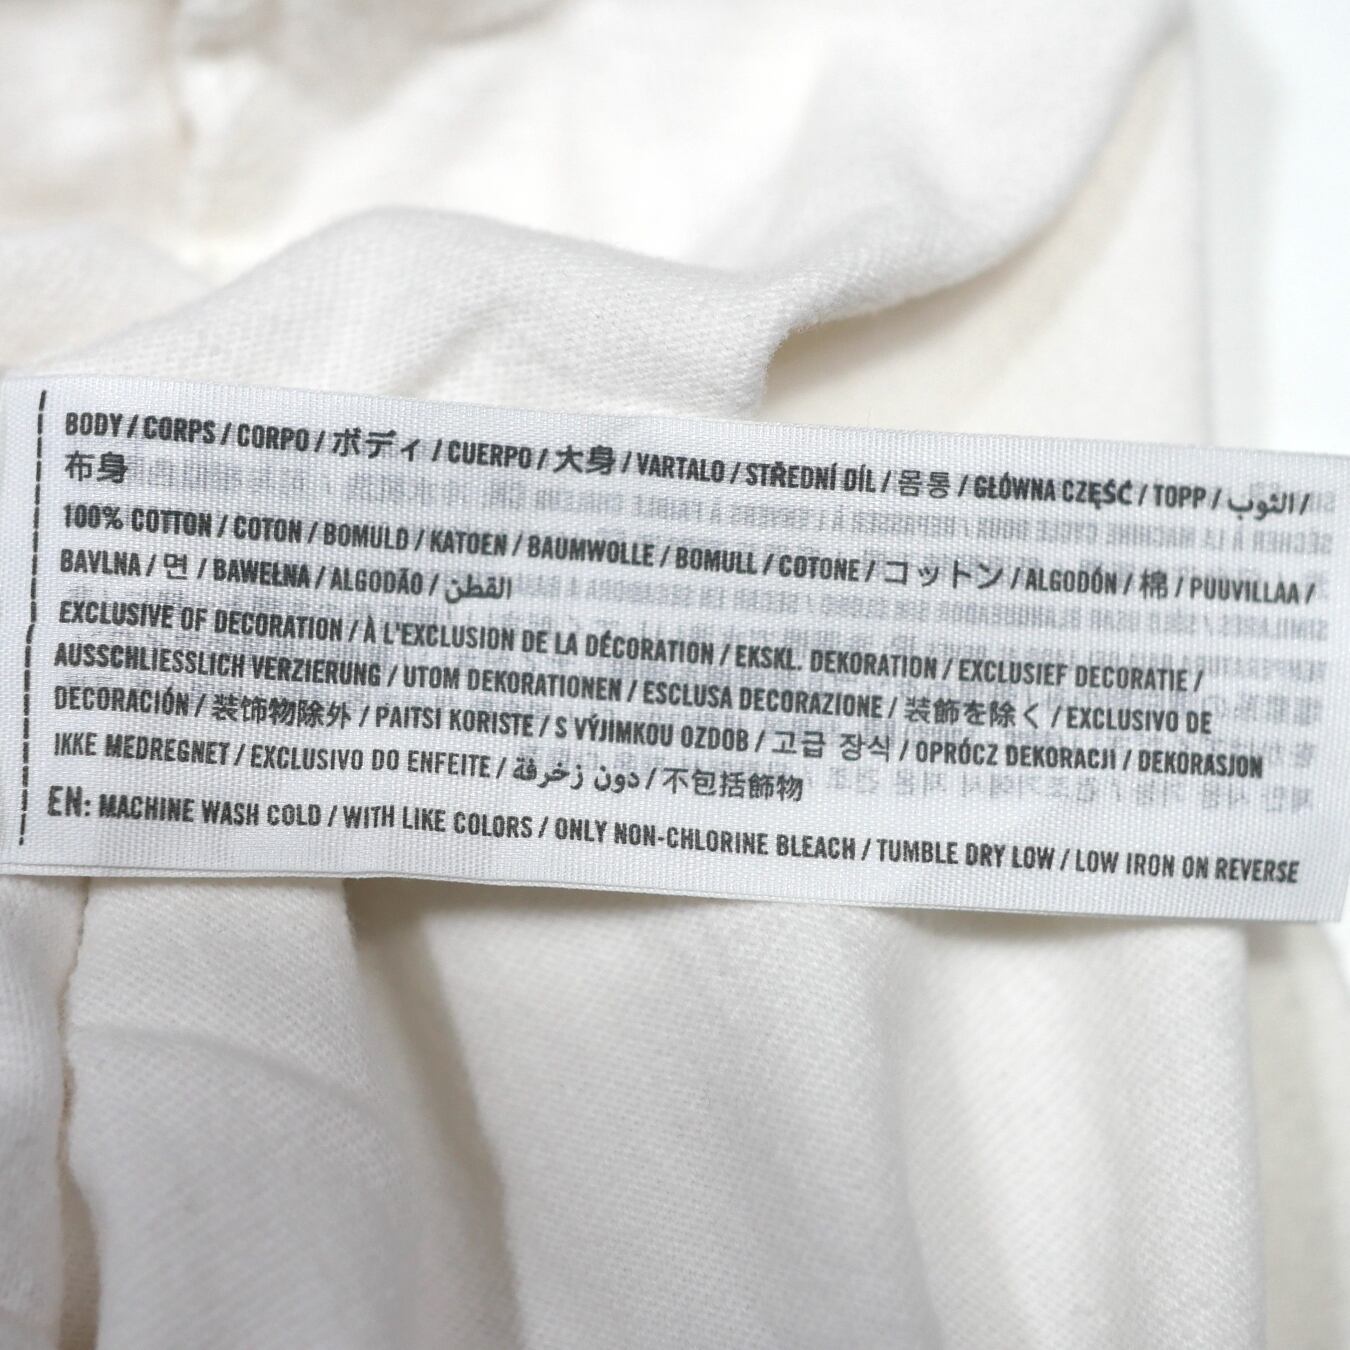 BODY / CORPS / CORPO / ボディ / CUERPO / 大身 / VARTALO / STŘEDNÍ DÍL / 몸통 / GŁÓWNA CZĘŚĆ / TOPP / الثوب /
布身
100% COTTON / COTON / BOMULD / KATOEN / BAUMWOLLE / BOMULL / COTONE / コットン / ALGODÓN / 棉 / PUUVILLAA /
BAVLNA / 면 / BAWEŁNA / ALGODÃO / القطن
EXCLUSIVE OF DECORATION / À L'EXCLUSION DE LA DÉCORATION / EKSKL. DEKORATION / EXCLUSIEF DECORATIE /
AUSSCHLIESSLICH VERZIERUNG / UTOM DEKORATIONEN / ESCLUSA DECORAZIONE / 装飾を除く / EXCLUSIVO DE
DECORACIÓN / 装饰物除外 / PAITSI KORISTE / S VÝJIMKOU OZDOB / 고급 장식 / OPRÓCZ DEKORACJI / DEKORASJON
IKKE MEDREGNET / EXCLUSIVO DO ENFEITE / دون زخرفة / 不包括飾物
EN: MACHINE WASH COLD / WITH LIKE COLORS / ONLY NON-CHLORINE BLEACH / TUMBLE DRY LOW / LOW IRON ON REVERSE